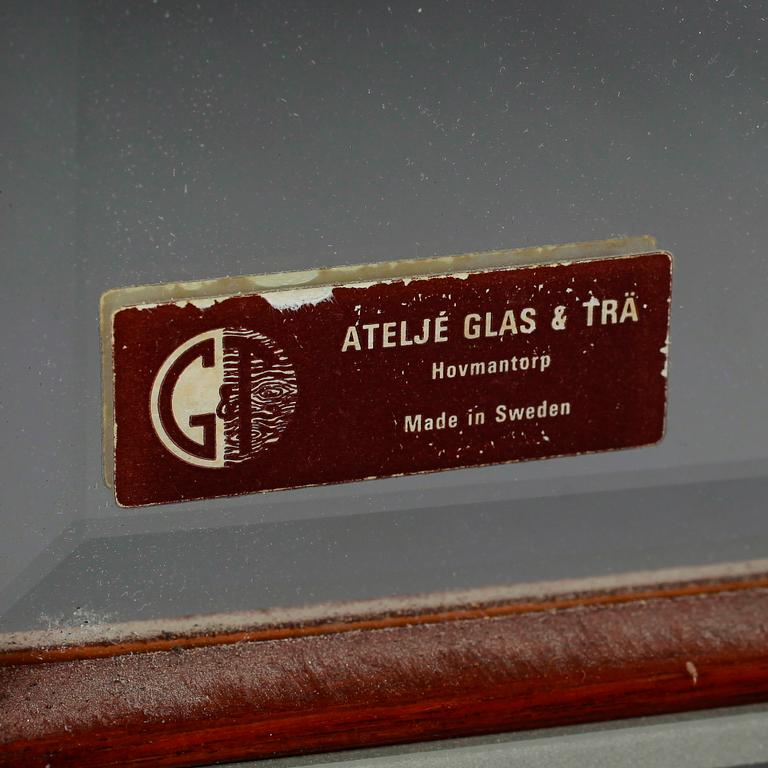 G&T
ATELJÉ GLAS & TRÄ
Hovmantorp
Made in Sweden